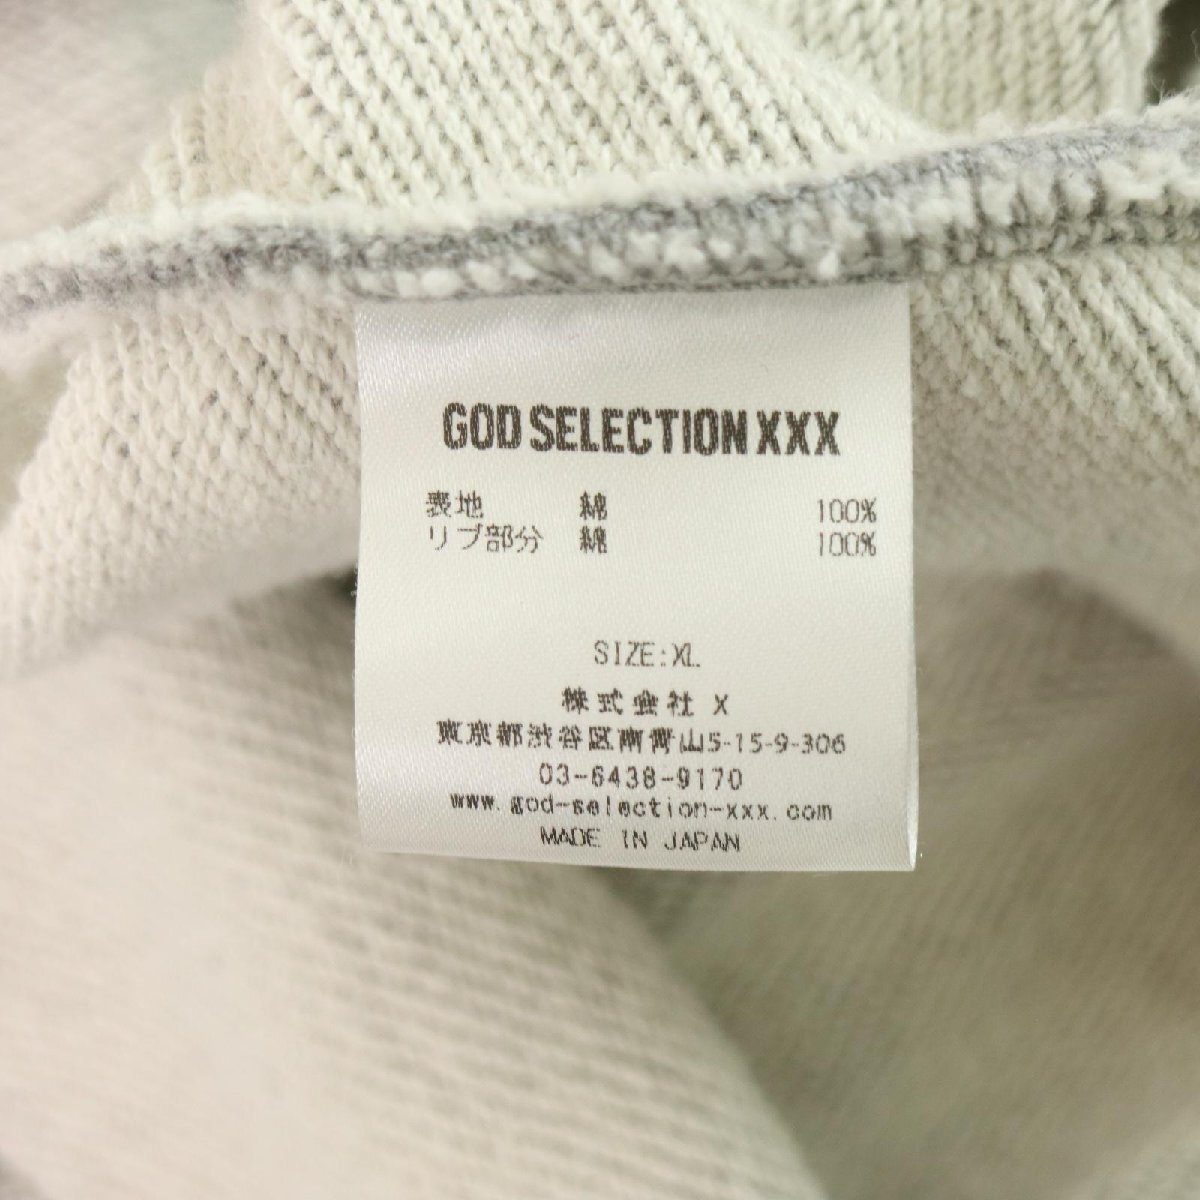 GOD SELECTION XXX
表地 綿 100%
リブ部分 綿 100%
SIZE:XL
株式会社 X
東京都渋谷区南青山5-15-9-306
03-6438-9170
www.god-selection-xxx.com
MADE IN JAPAN